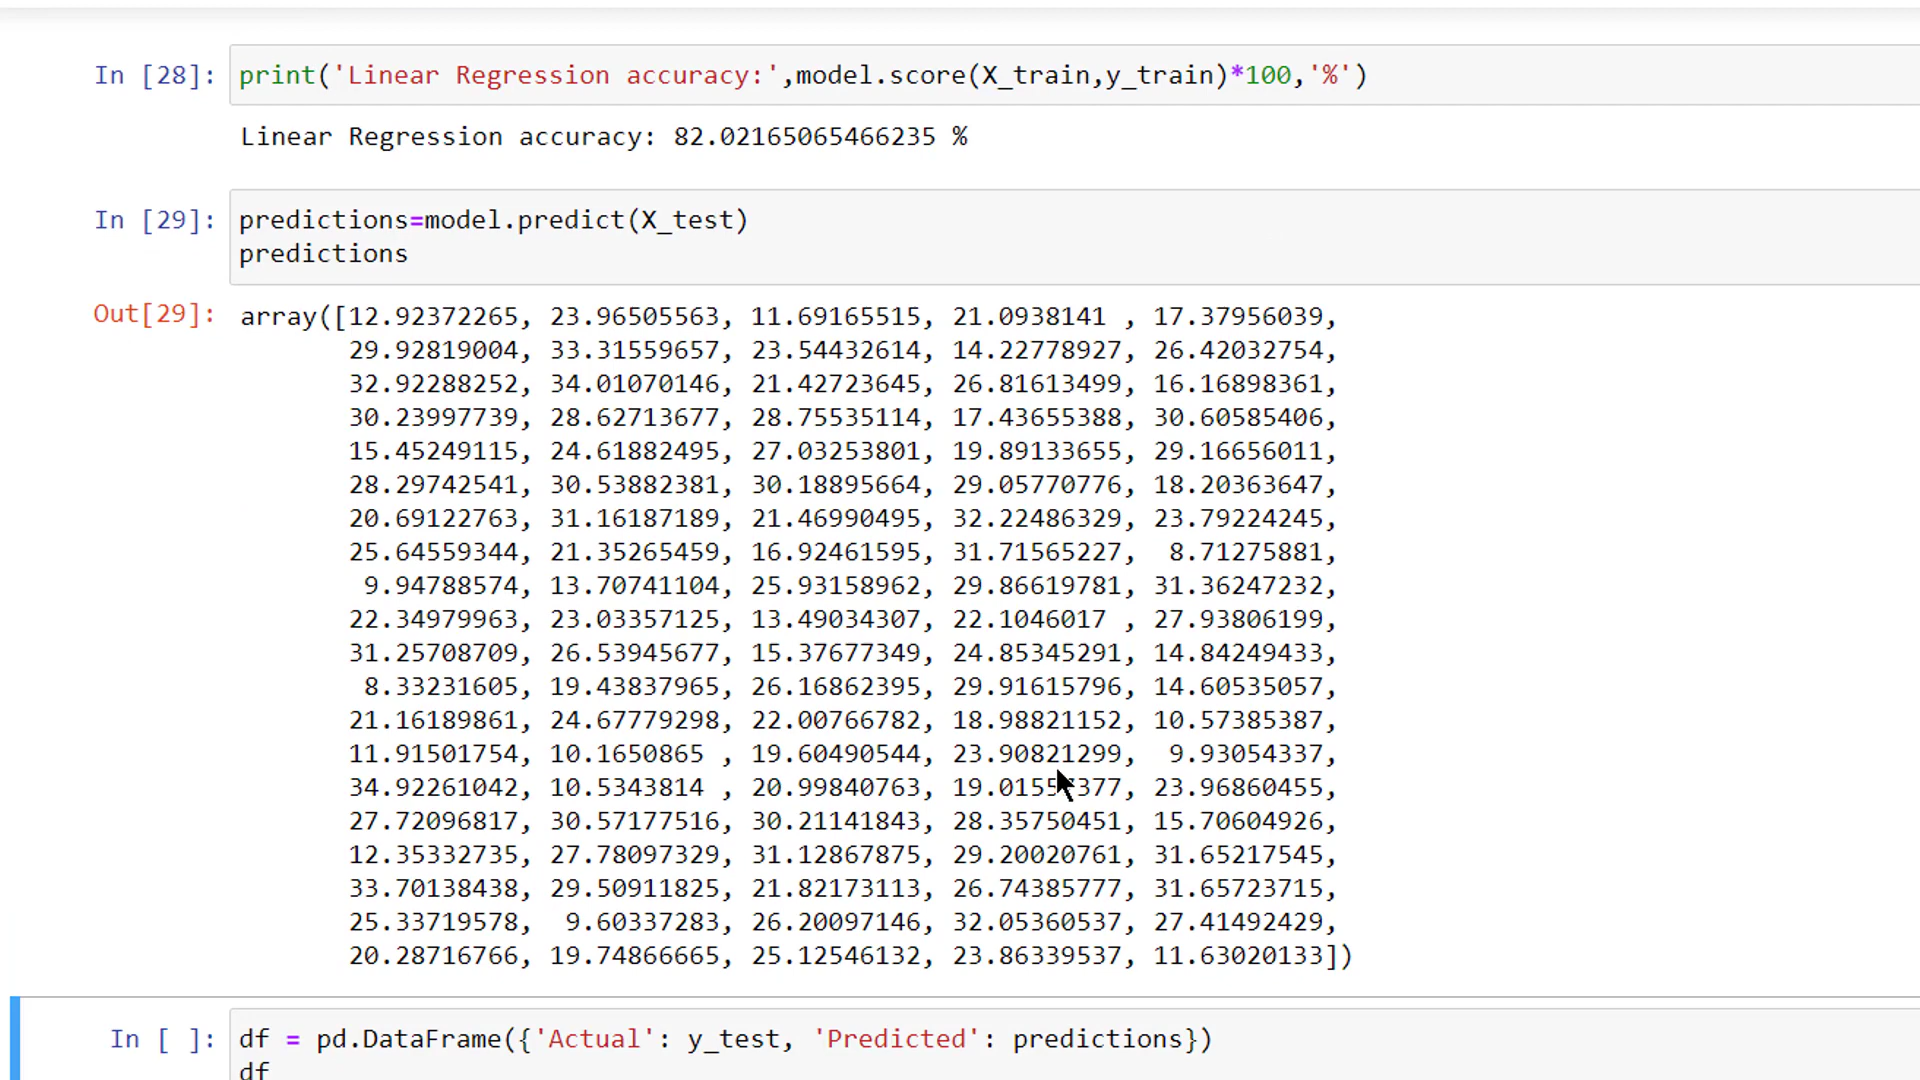 In [28]: print('Linear Regression accuracy:',model.score(X_train,y_train)*100,'%')
Linear Regression accuracy: 82.02165065466235 %
In [29]: predictions=model.predict(X_test)
predictions
Out[29]: array([12.92372265, 23.96505563, 11.69165515, 21.0938141 , 17.37956039,
29.92819004, 33.31559657, 23.54432614, 14.22778927, 26.42032754,
32.92288252, 34.01070146, 21.42723645, 26.81613499, 16.16898361,
30.23997739, 28.62713677, 28.75535114, 17.43655388, 30.60585406,
15.45249115, 24.61882495, 27.03253801, 19.89133655, 29.16656011,
28.29742541, 30.53882381, 30.18895664, 29.05770776, 18.20363647,
20.69122763, 31.16187189, 21.46990495, 32.22486329, 23.79224245,
25.64559344, 21.35265459, 16.92461595, 31.71565227, 8.71275881,
9.94788574, 13.70741104, 25.93158962, 29.86619781, 31.36247232,
22.34979963, 23.03357125, 13.49034307, 22.1046017 , 27.93806199,
31.25708709, 26.53945677, 15.37677349, 24.85345291, 14.84249433,
8.33231605, 19.43837965, 26.16862395, 29.91615796, 14.60535057,
21.16189861, 24.67779298, 22.00766782, 18.98821152, 10.57385387,
11.91501754, 10.1650865 , 19.60490544, 23.90821299, 9.93054337,
34.92261042, 10.5343814 , 20.99840763, 23.96860455,
27.72096817, 30.57177516, 30.21141843, 28.35750451, 15.70604926,
12.35332735, 27.78097329, 31.12867875, 29.20020761, 31.65217545,
33.70138438, 29.50911825, 21.82173113, 26.74385777, 31.65723715,
25.33719578, 9.60337283, 26.20097146, 32.05360537, 27.41492429,
20.28716766, 19.74866665, 25.12546132, 23.86339537, 11.63020133])
In [ ]: df = pd.DataFrame({'Actual': y_test, 'Predicted': predictions})
df